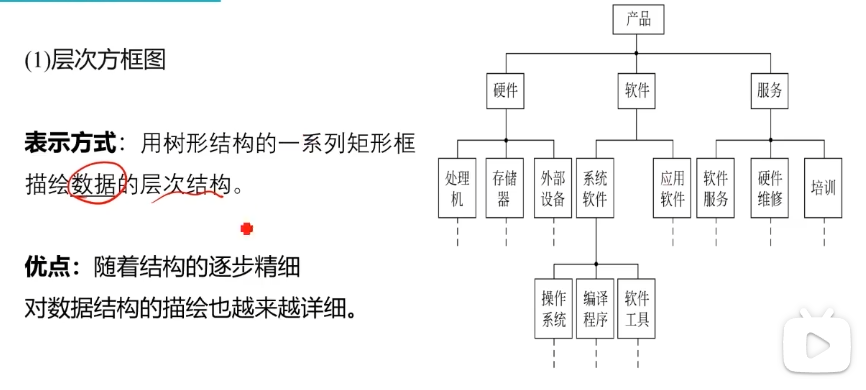 (1)层次方框图
表示方式：用树形结构的一系列矩形框
描绘数据的层次结构。
优点：随着结构的逐步精细
对数据结构的描绘也越来越详细。
产品
硬件
软件
服务
处理
机
存储
器
外部
设备
系统
软件
应用
软件
软件
服务
硬件
维修
培训
操作
系统
编译
程序
软件
工具